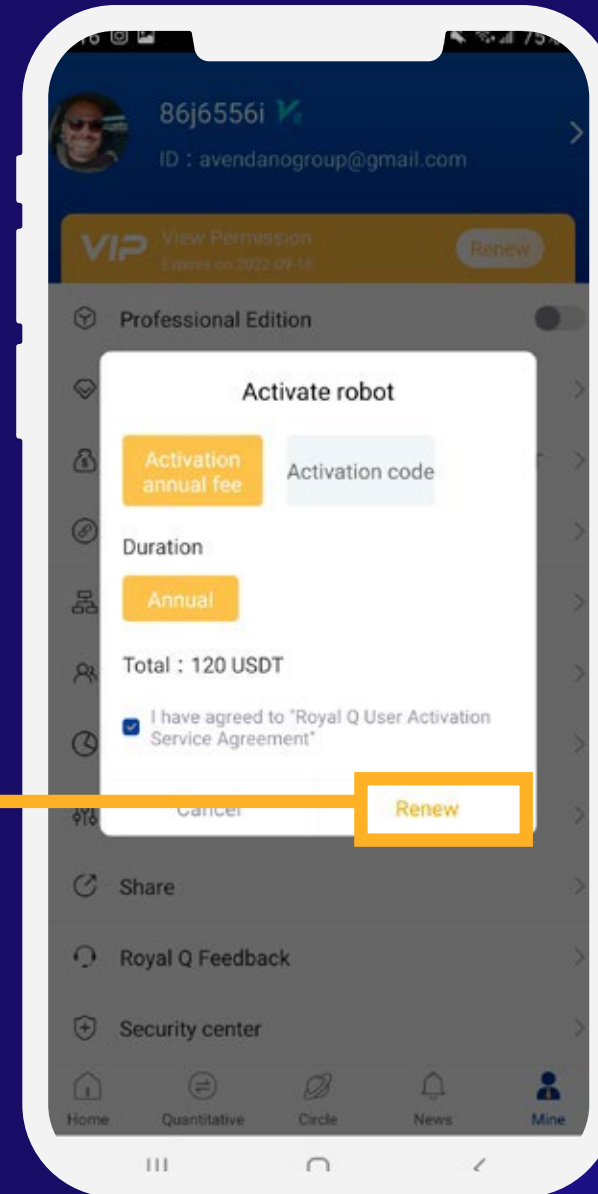 75%
86j6556i V
ID : avendanogroup@gmail.com
VIP
View Permission
Expires on 2022-09-16
Renew
Professional Edition
Activate robot
Activation
annual fee
Activation code
Duration
Annual
Total : 120 USDT
I have agreed to "Royal Q User Activation
Service Agreement"
Cancel
Renew
Share
Royal Q Feedback
Security center
Home
Quantitative
Circle
News
Mine